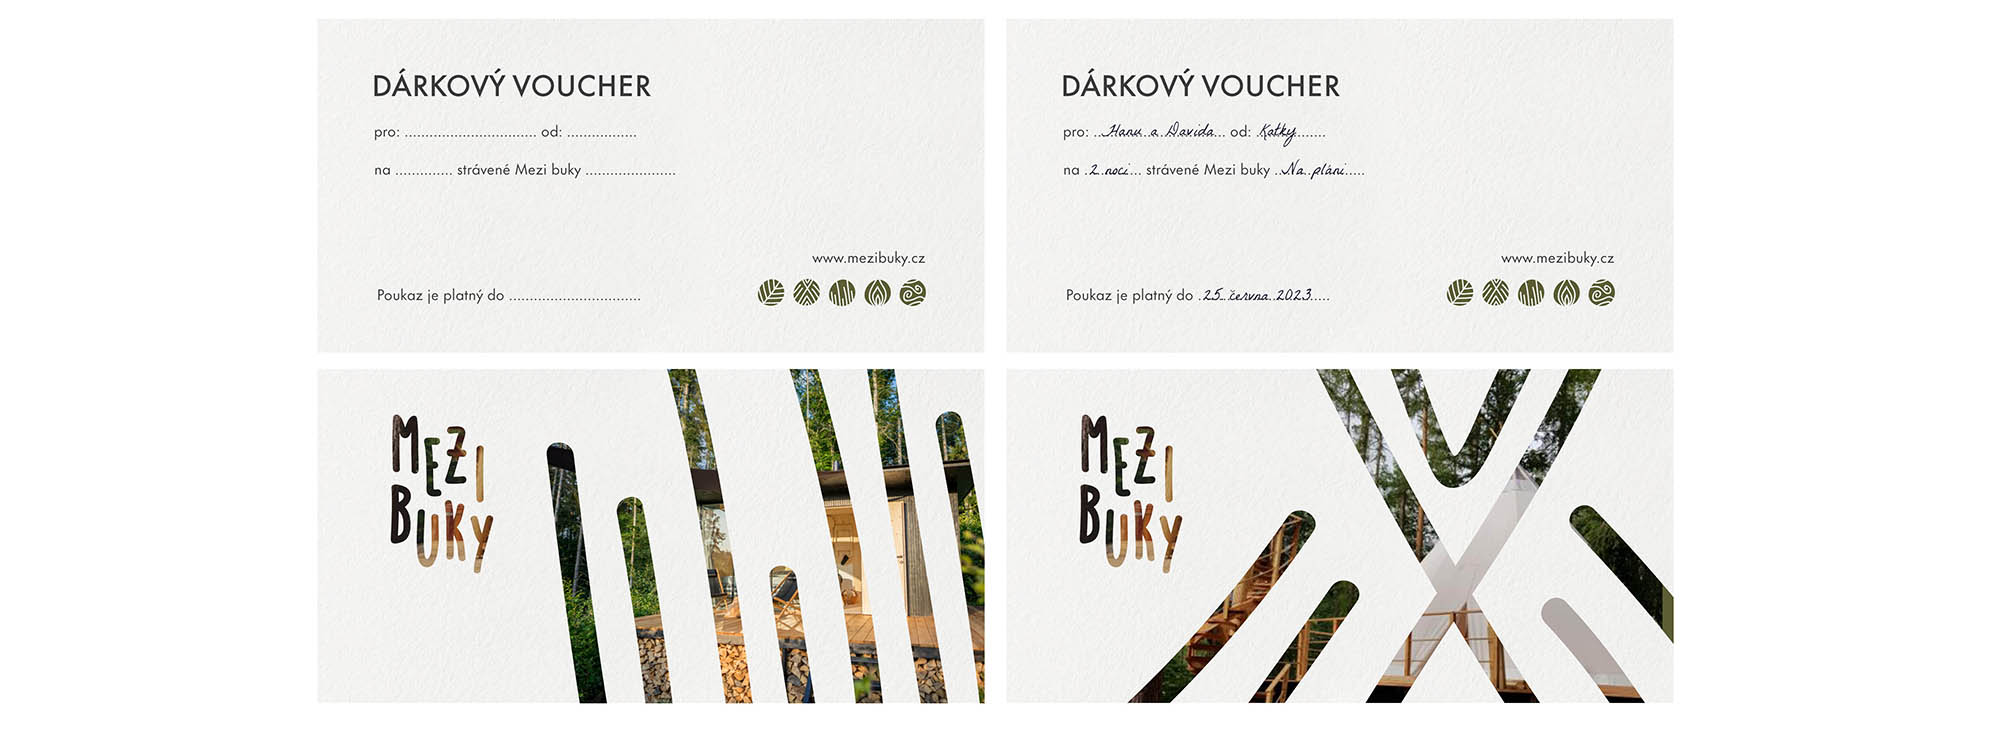 DÁRKOVÝ VOUCHER
pro: ................................ od: .................
na .............. strávené Mezi buky ......................
www.mezibuky.cz
Poukaz je platný do ................................
DÁRKOVÝ VOUCHER
pro: Hanu a Davida od: Katky
na 2 noci strávené Mezi buky Na pláni
www.mezibuky.cz
Poukaz je platný do 25. června 2023
MEZI
BUKY
MEZI
BUKY